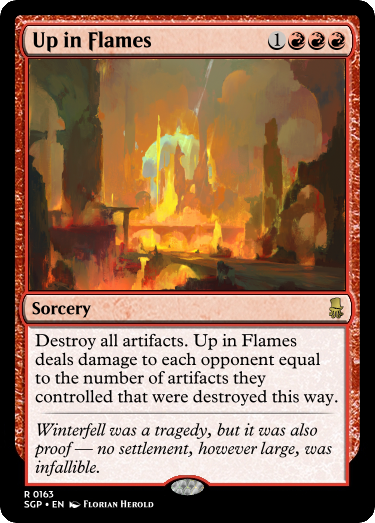 Up in Flames 1
Sorcery
Destroy all artifacts. Up in Flames
deals damage to each opponent equal
to the number of artifacts they
controlled that were destroyed this way.
Winterfell was a tragedy, but it was also
proof — no settlement, however large, was
infallible.
R 0163
SGP • EN Florian Herold